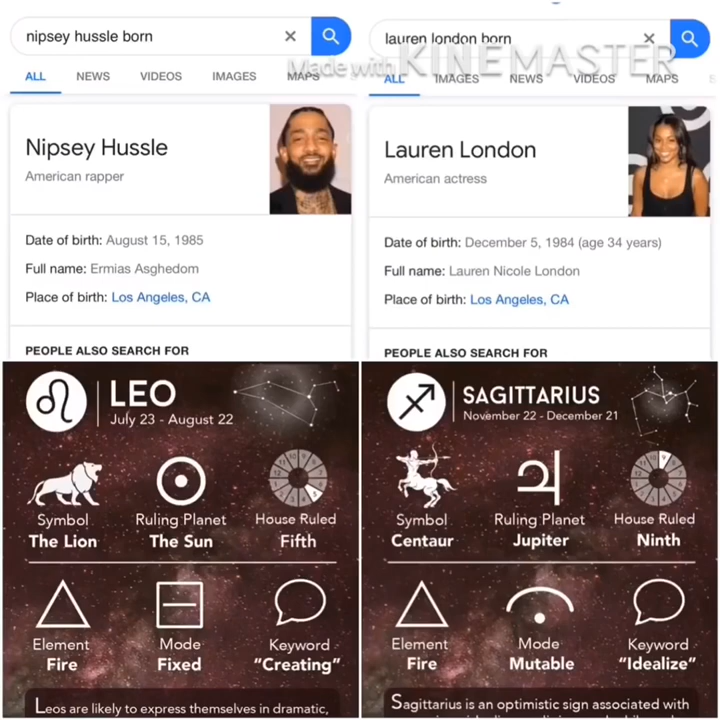 nipsey hussle born
ALL NEWS VIDEOS IMAGES MAPS
Nipsey Hussle
American rapper
Date of birth: August 15, 1985
Full name: Ermias Asghedom
Place of birth: Los Angeles, CA
PEOPLE ALSO SEARCH FOR
lauren london born
Made with KINEMASTER
ALL IMAGES NEWS VIDEOS MAPS
Lauren London
American actress
Date of birth: December 5, 1984 (age 34 years)
Full name: Lauren Nicole London
Place of birth: Los Angeles, CA
PEOPLE ALSO SEARCH FOR
LEO
July 23 - August 22
Symbol Ruling Planet House Ruled
The Lion The Sun Fifth
Element Mode Keyword
Fire Fixed "Creating"
Leos are likely to express themselves in dramatic,
SAGITTARIUS
November 22 - December 21
Symbol Ruling Planet House Ruled
Centaur Jupiter Ninth
Element Mode Keyword
Fire Mutable "Idealize"
Sagittarius is an optimistic sign associated with